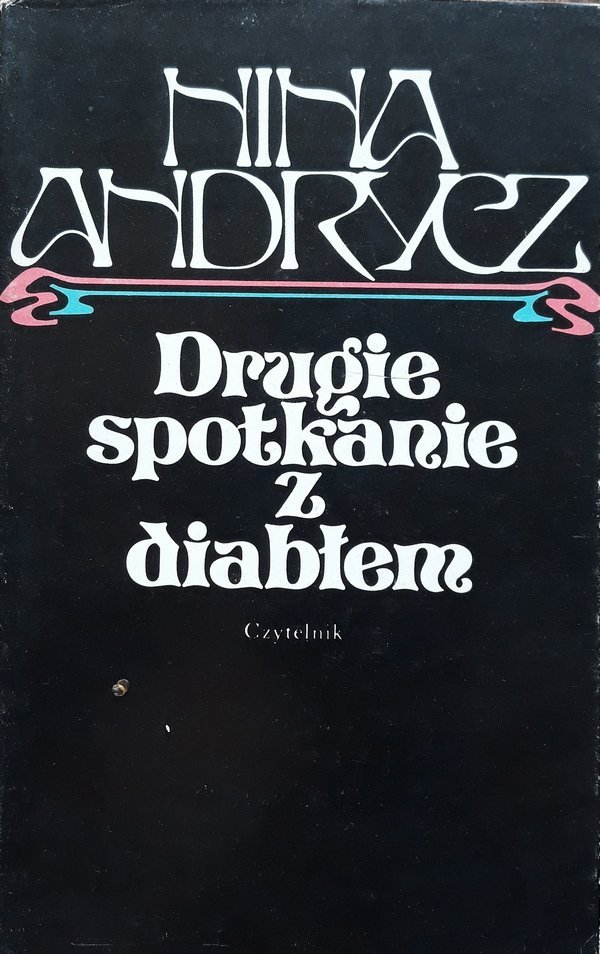 NINA
ANDRYCZ
Drugie
spotkanie
z
diabłem
Czytelnik